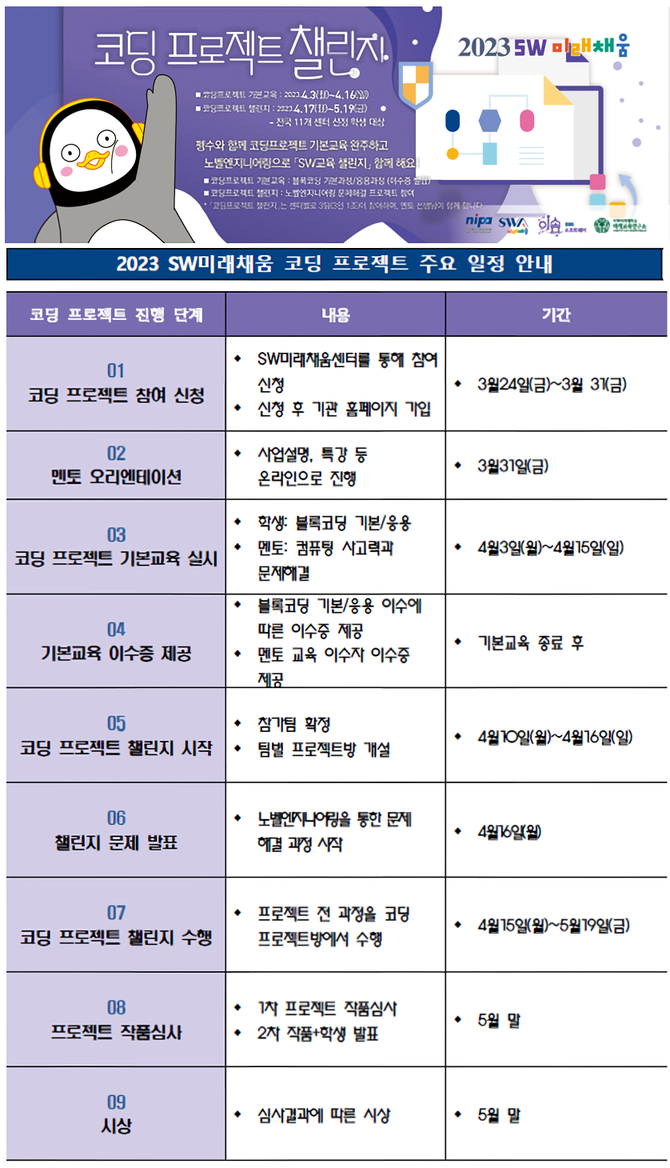 코딩 프로젝트 챌린지
2023 SW 미래채움
■ 코딩프로젝트 기본교육 : 2023.4.3(월)~4.16(일)
■ 코딩프로젝트 챌린지 : 2023.4.17(월)~5.19(금)
- 전국 11개 센터 선정 학생 대상
펭수와 함께 코딩프로젝트 기본교육 완주하고
노벨엔지니어링으로 「SW교육 챌린지」 함께 해요
■ 코딩프로젝트 기본교육 : 블록코딩 기본과정/응용과정 (이수증 발급)
■ 코딩프로젝트 챌린지 : 노벨엔지니어링 문제해결 프로젝트 참여
* 「코딩프로젝트 챌린지」는 센터별로 3팀(3인 1조)이 참여하며, 멘토 선생님이 함께 합니다.
nipa SWA 이솦
2023 SW미래채움 코딩 프로젝트 주요 일정 안내
코딩 프로젝트 진행 단계 내용 기간
01
코딩 프로젝트 참여 신청
◆ SW미래채움센터를 통해 참여
신청
◆ 신청 후 기관 홈페이지 가입
◆ 3월24일(금)~3월 31(금)
02
멘토 오리엔테이션
◆ 사업설명, 특강 등
온라인으로 진행
◆ 3월31일(금)
03
코딩 프로젝트 기본교육 실시
◆ 학생: 블록코딩 기본/응용
◆ 멘토: 컴퓨팅 사고력과
문제해결
◆ 4월3일(월)~4월15일(일)
04
기본교육 이수증 제공
◆ 블록코딩 기본/응용 이수에
따른 이수증 제공
◆ 멘토 교육 이수자 이수증
제공
◆ 기본교육 종료 후
05
코딩 프로젝트 챌린지 시작
◆ 참가팀 확정
◆ 팀별 프로젝트방 개설
◆ 4월10일(월)~4월16일(일)
06
챌린지 문제 발표
◆ 노벨엔지니어링을 통한 문제
해결 과정 시작
◆ 4월16일(월)
07
코딩 프로젝트 챌린지 수행
◆ 프로젝트 전 과정을 코딩
프로젝트방에서 수행
◆ 4월15일(월)~5월19일(금)
08
프로젝트 작품심사
◆ 1차 프로젝트 작품심사
◆ 2차 작품+학생 발표
◆ 5월 말
09
시상
◆ 심사결과에 따른 시상
◆ 5월 말